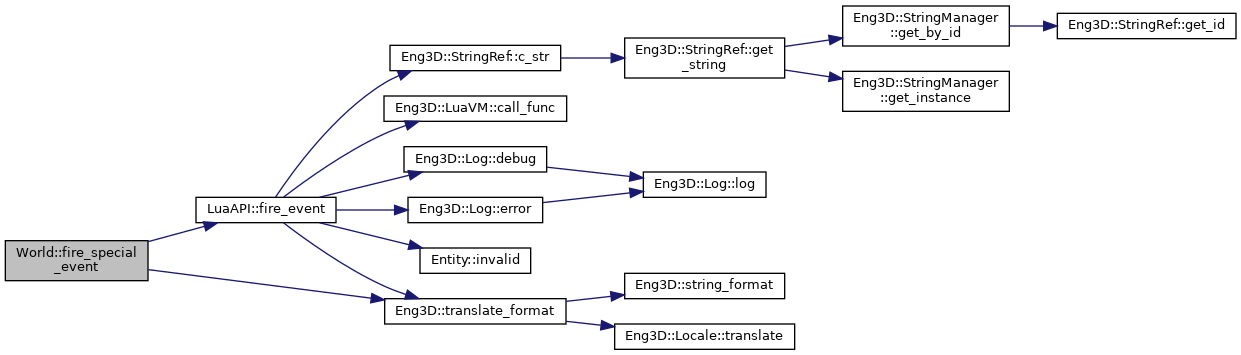 Eng3D::StringManager
::get_by_id
Eng3D::StringRef::get_id
Eng3D::StringRef::c_str
Eng3D::StringRef::get
_string
Eng3D::StringManager
::get_instance
Eng3D::LuaVM::call_func
Eng3D::Log::debug
Eng3D::Log::log
LuaAPI::fire_event
Eng3D::Log::error
World::fire_special
_event
Entity::invalid
Eng3D::string_format
Eng3D::translate_format
Eng3D::Locale::translate